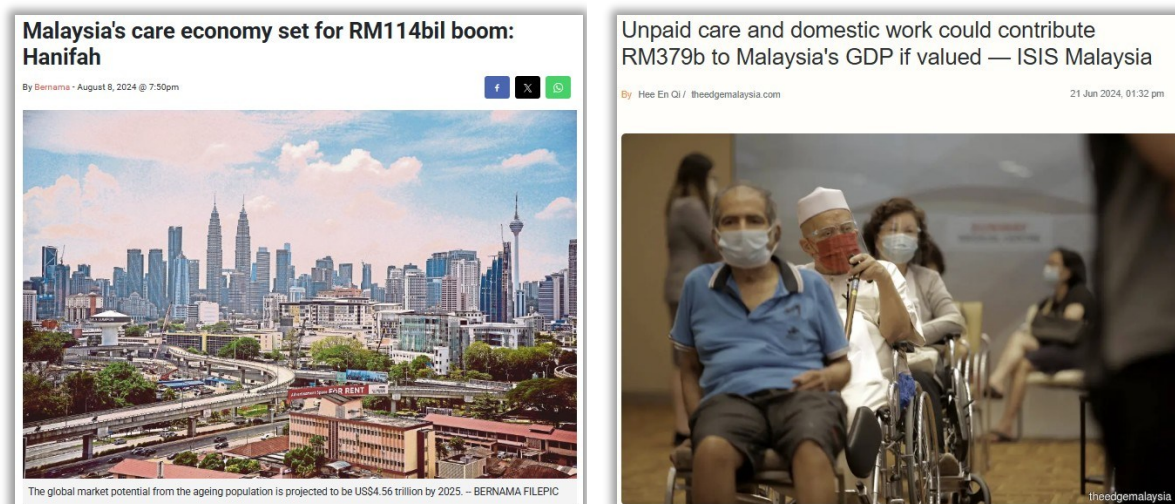 Malaysia's care economy set for RM114bil boom:
Hanifah
By Bernama - August 8, 2024 @ 7:50pm
f X
FOR RENT
The global market potential from the ageing population is projected to be US$4.56 trillion by 2025. -- BERNAMA FILEPIC
Unpaid care and domestic work could contribute
RM379b to Malaysia's GDP if valued — ISIS Malaysia
By Hee En Qi / theedgemalaysia.com
21 Jun 2024, 01:32 pm
theedgemalaysia